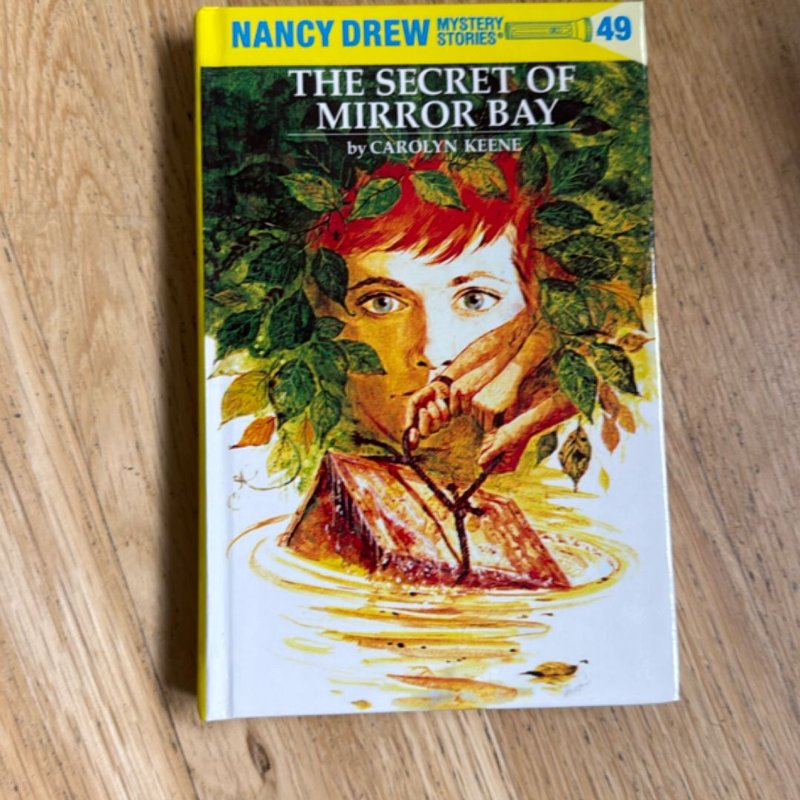 NANCY DREW MYSTERY STORIES® 49
THE SECRET OF
MIRROR BAY
by CAROLYN KEENE